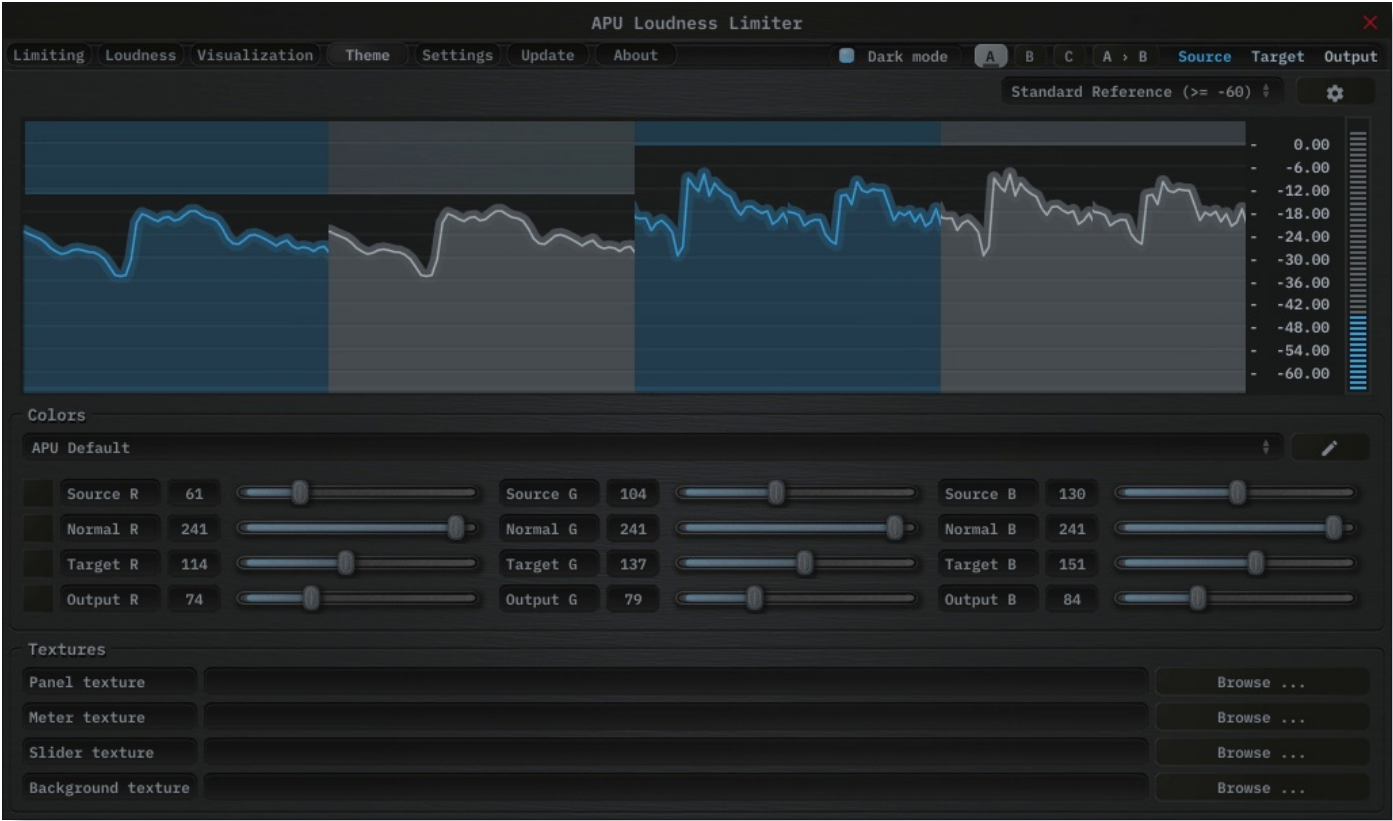 APU Loudness Limiter
Limiting Loudness Visualization Theme Settings Update About Dark mode A B C A › B Source Target Output
Standard Reference (>= -60)
- 0.00
- -6.00
- -12.00
- -18.00
- -24.00
- -30.00
- -36.00
- -42.00
- -48.00
- -54.00
- -60.00
Colors
APU Default
Source R 61 Source G 104 Source B 130
Normal R 241 Normal G 241 Normal B 241
Target R 114 Target G 137 Target B 151
Output R 74 Output G 79 Output B 84
Textures
Panel texture Browse ...
Meter texture Browse ...
Slider texture Browse ...
Background texture Browse ...